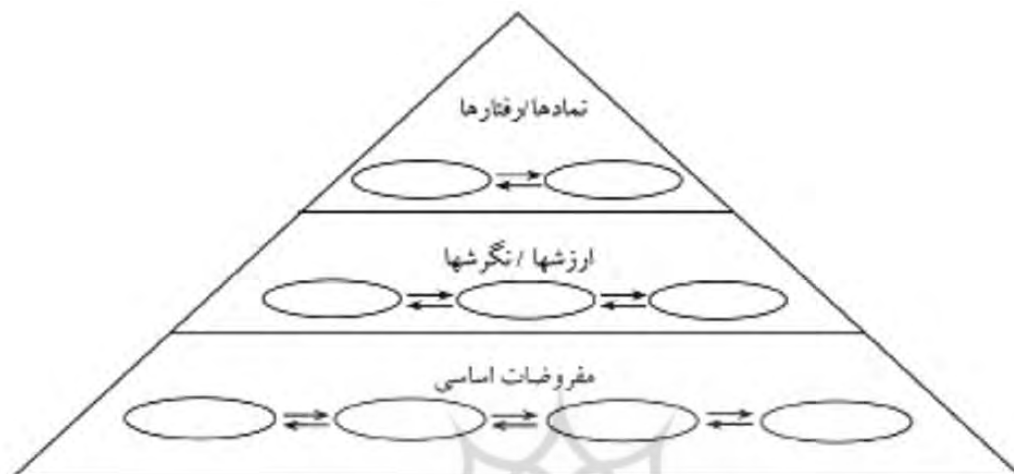 نمادها/رفتارها
ارزشها / نگرشها
مفروضات اساسی